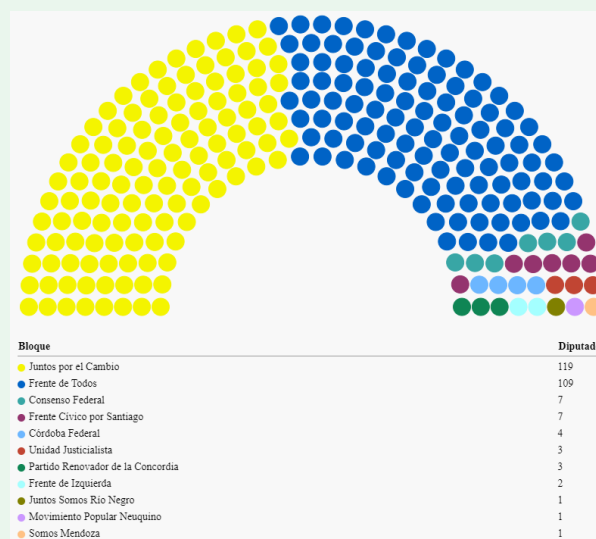 Bloque Diputad
Juntos por el Cambio 119
Frente de Todos 109
Consenso Federal 7
Frente Cívico por Santiago 7
Córdoba Federal 4
Unidad Justicialista 3
Partido Renovador de la Concordia 3
Frente de Izquierda 2
Juntos Somos Río Negro 1
Movimiento Popular Neuquino 1
Somos Mendoza 1